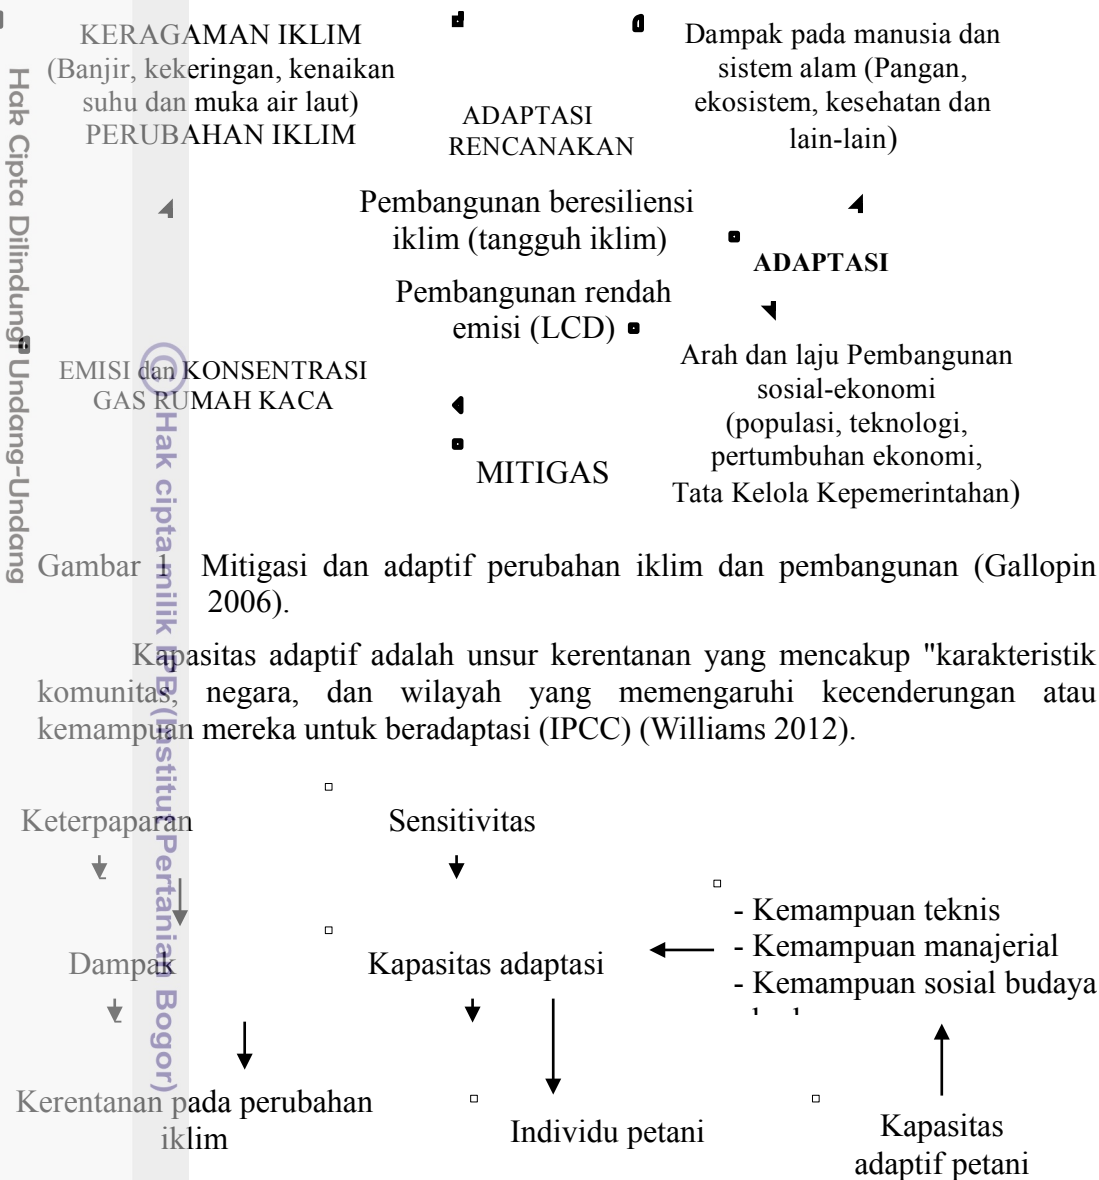 KERAGAMAN IKLIM
(Banjir, kekeringan, kenaikan
suhu dan muka air laut)
PERUBAHAN IKLIM
ADAPTASI
RENCANAKAN
Dampak pada manusia dan
sistem alam (Pangan,
ekosistem, kesehatan dan
lain-lain)
Pembangunan beresiliensi
iklim (tangguh iklim)
ADAPTASI
Pembangunan rendah
emisi (LCD)
EMISI dan KONSENTRASI
GAS RUMAH KACA
Arah dan laju Pembangunan
sosial-ekonomi
(populasi, teknologi,
pertumbuhan ekonomi,
Tata Kelola Kepemerintahan)
MITIGAS
Gambar 1 Mitigasi dan adaptif perubahan iklim dan pembangunan (Gallopin
2006).
Kapasitas adaptif adalah unsur kerentanan yang mencakup "karakteristik
komunitas, negara, dan wilayah yang memengaruhi kecenderungan atau
kemampuan mereka untuk beradaptasi (IPCC) (Williams 2012).
Keterpaparan
Sensitivitas
- Kemampuan teknis
- Kemampuan manajerial
- Kemampuan sosial budaya
Dampak
Kapasitas adaptasi
Kerentanan pada perubahan
iklim
Individu petani
Kapasitas
adaptif petani
Hak Cipta Dilindungi Undang-Undang
© Hak cipta milik IPB (Institut Pertanian Bogor)